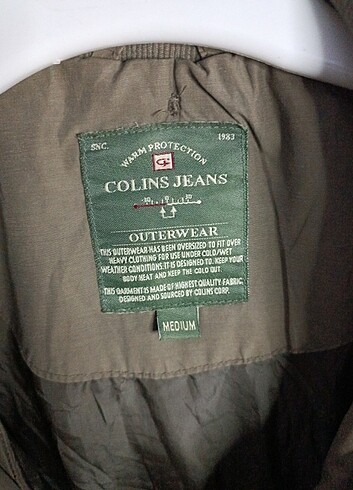 SNC. 1983
WARM PROTECTION
COLINS JEANS
OUTERWEAR
THIS OUTERWEAR HAS BEEN OVERSIZED TO FIT OVER
HEAVY CLOTHING FOR USE UNDER COLD/WET
WEATHER CONDITIONS.IT IS DESIGNED TO. KEEP YOUR
BODY HEAT AND KEEP THE COLD OUT.
THIS GARMENT IS MADE OF HIGHEST QUALITY FABRIC.
DESIGNED AND SOURCED BY COLINS CORP.
MEDIUM